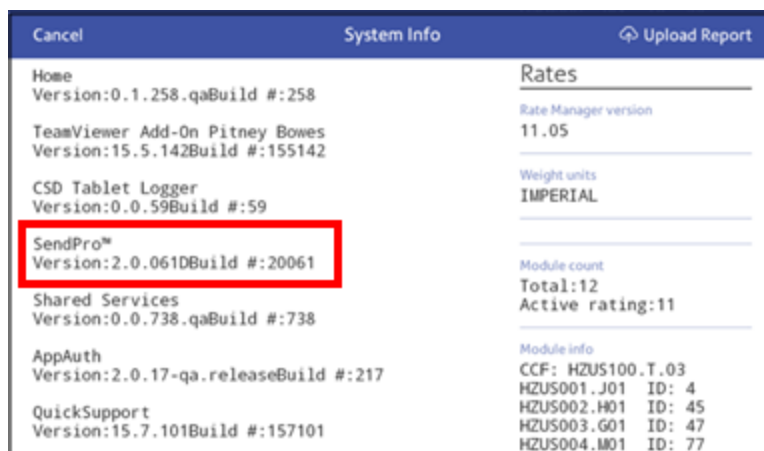 Cancel
System Info
Upload Report
Home
Version:0.1.258.qaBuild #:258
TeamViewer Add-On Pitney Bowes
Version:15.5.142Build #:155142
CSD Tablet Logger
Version:0.0.59Build #:59
SendPro™
Version:2.0.061DBuild #:20061
Shared Services
Version:0.0.738.qaBuild #:738
AppAuth
Version:2.0.17-qa.releaseBuild #:217
QuickSupport
Version:15.7.101Build #:157101
Rates
Rate Manager version
11.05
Weight units
IMPERIAL
Module count
Total:12
Active rating:11
Module info
CCF: HZUS100.T.03
HZUS001.J01 ID: 4
HZUS002.H01 ID: 45
HZUS003.G01 ID: 47
HZUS004.M01 ID: 77